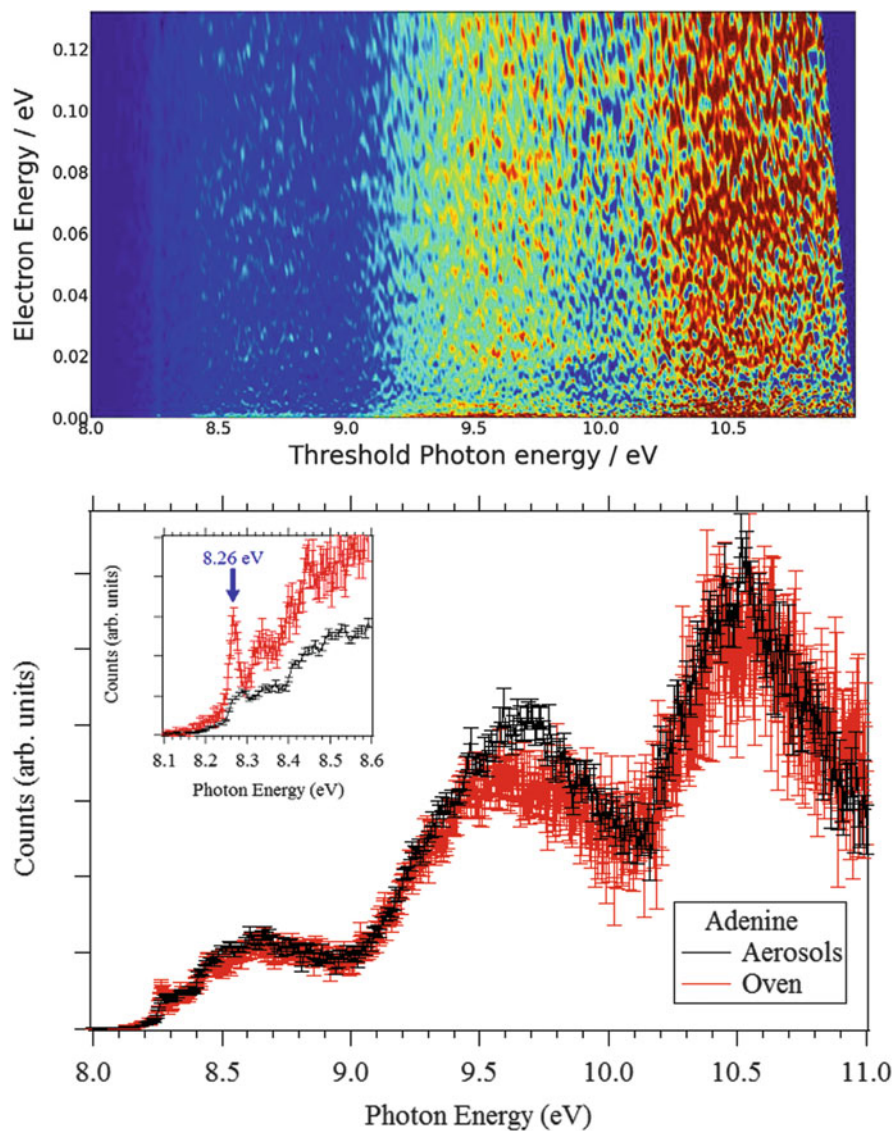 0.12
0.10
0.08
0.06
0.04
0.02
0.00
Electron Energy / eV
8.0 8.5 9.0 9.5 10.0 10.5
Threshold Photon energy / eV
Counts (arb. units)
8.26 eV
Counts (arb. units)
8.1 8.2 8.3 8.4 8.5 8.6
Photon Energy (eV)
Adenine
Aerosols
Oven
8.0 8.5 9.0 9.5 10.0 10.5 11.0
Photon Energy (eV)